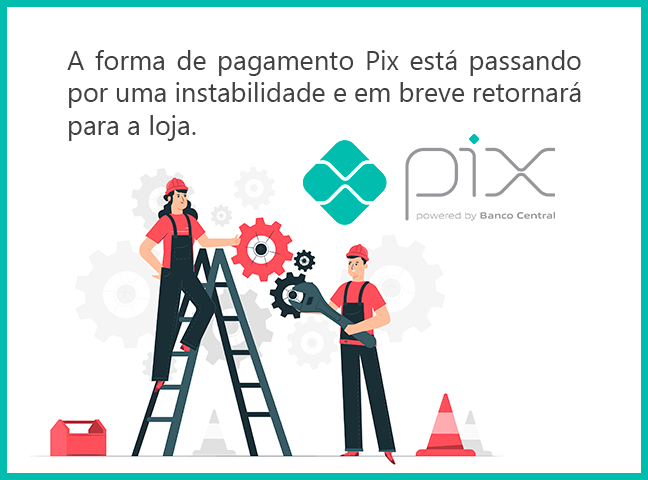 A forma de pagamento Pix está passando
por uma instabilidade e em breve retornará
para a loja.
pix
powered by Banco Central